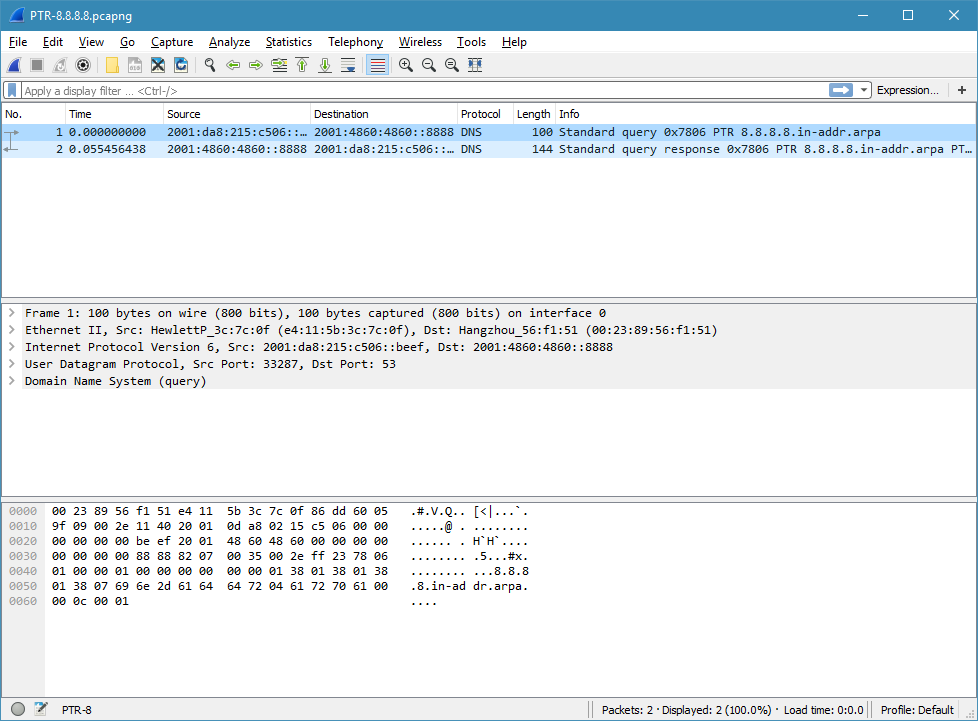 PTR-8.8.8.8.pcapng
File Edit View Go Capture Analyze Statistics Telephony Wireless Tools Help
Apply a display filter ... <Ctrl-/> Expression... +
No. Time Source Destination Protocol Length Info
1 0.000000000 2001:da8:215:c506::… 2001:4860:4860::8888 DNS 100 Standard query 0x7806 PTR 8.8.8.8.in-addr.arpa
2 0.055456438 2001:4860:4860::8888 2001:da8:215:c506::… DNS 144 Standard query response 0x7806 PTR 8.8.8.8.in-addr.arpa PT…
Frame 1: 100 bytes on wire (800 bits), 100 bytes captured (800 bits) on interface 0
Ethernet II, Src: HewlettP_3c:7c:0f (e4:11:5b:3c:7c:0f), Dst: Hangzhou_56:f1:51 (00:23:89:56:f1:51)
Internet Protocol Version 6, Src: 2001:da8:215:c506::beef, Dst: 2001:4860:4860::8888
User Datagram Protocol, Src Port: 33287, Dst Port: 53
Domain Name System (query)
0000 00 23 89 56 f1 51 e4 11 5b 3c 7c 0f 86 dd 60 05 .#.V.Q.. [<|...`.
0010 9f 09 00 2e 11 40 20 01 0d a8 02 15 c5 06 00 00 .....@ . ........
0020 00 00 00 00 be ef 20 01 48 60 48 60 00 00 00 00 ...... . H`H`....
0030 00 00 00 00 88 88 82 07 00 35 00 2e ff 23 78 06 ........ .5...#x.
0040 01 00 00 01 00 00 00 00 00 00 01 38 01 38 01 38 ........ ...8.8.8
0050 01 38 07 69 6e 2d 61 64 64 72 04 61 72 70 61 00 .8.in-ad dr.arpa.
0060 00 0c 00 01 ....
PTR-8 Packets: 2 · Displayed: 2 (100.0%) · Load time: 0:0.0 Profile: Default